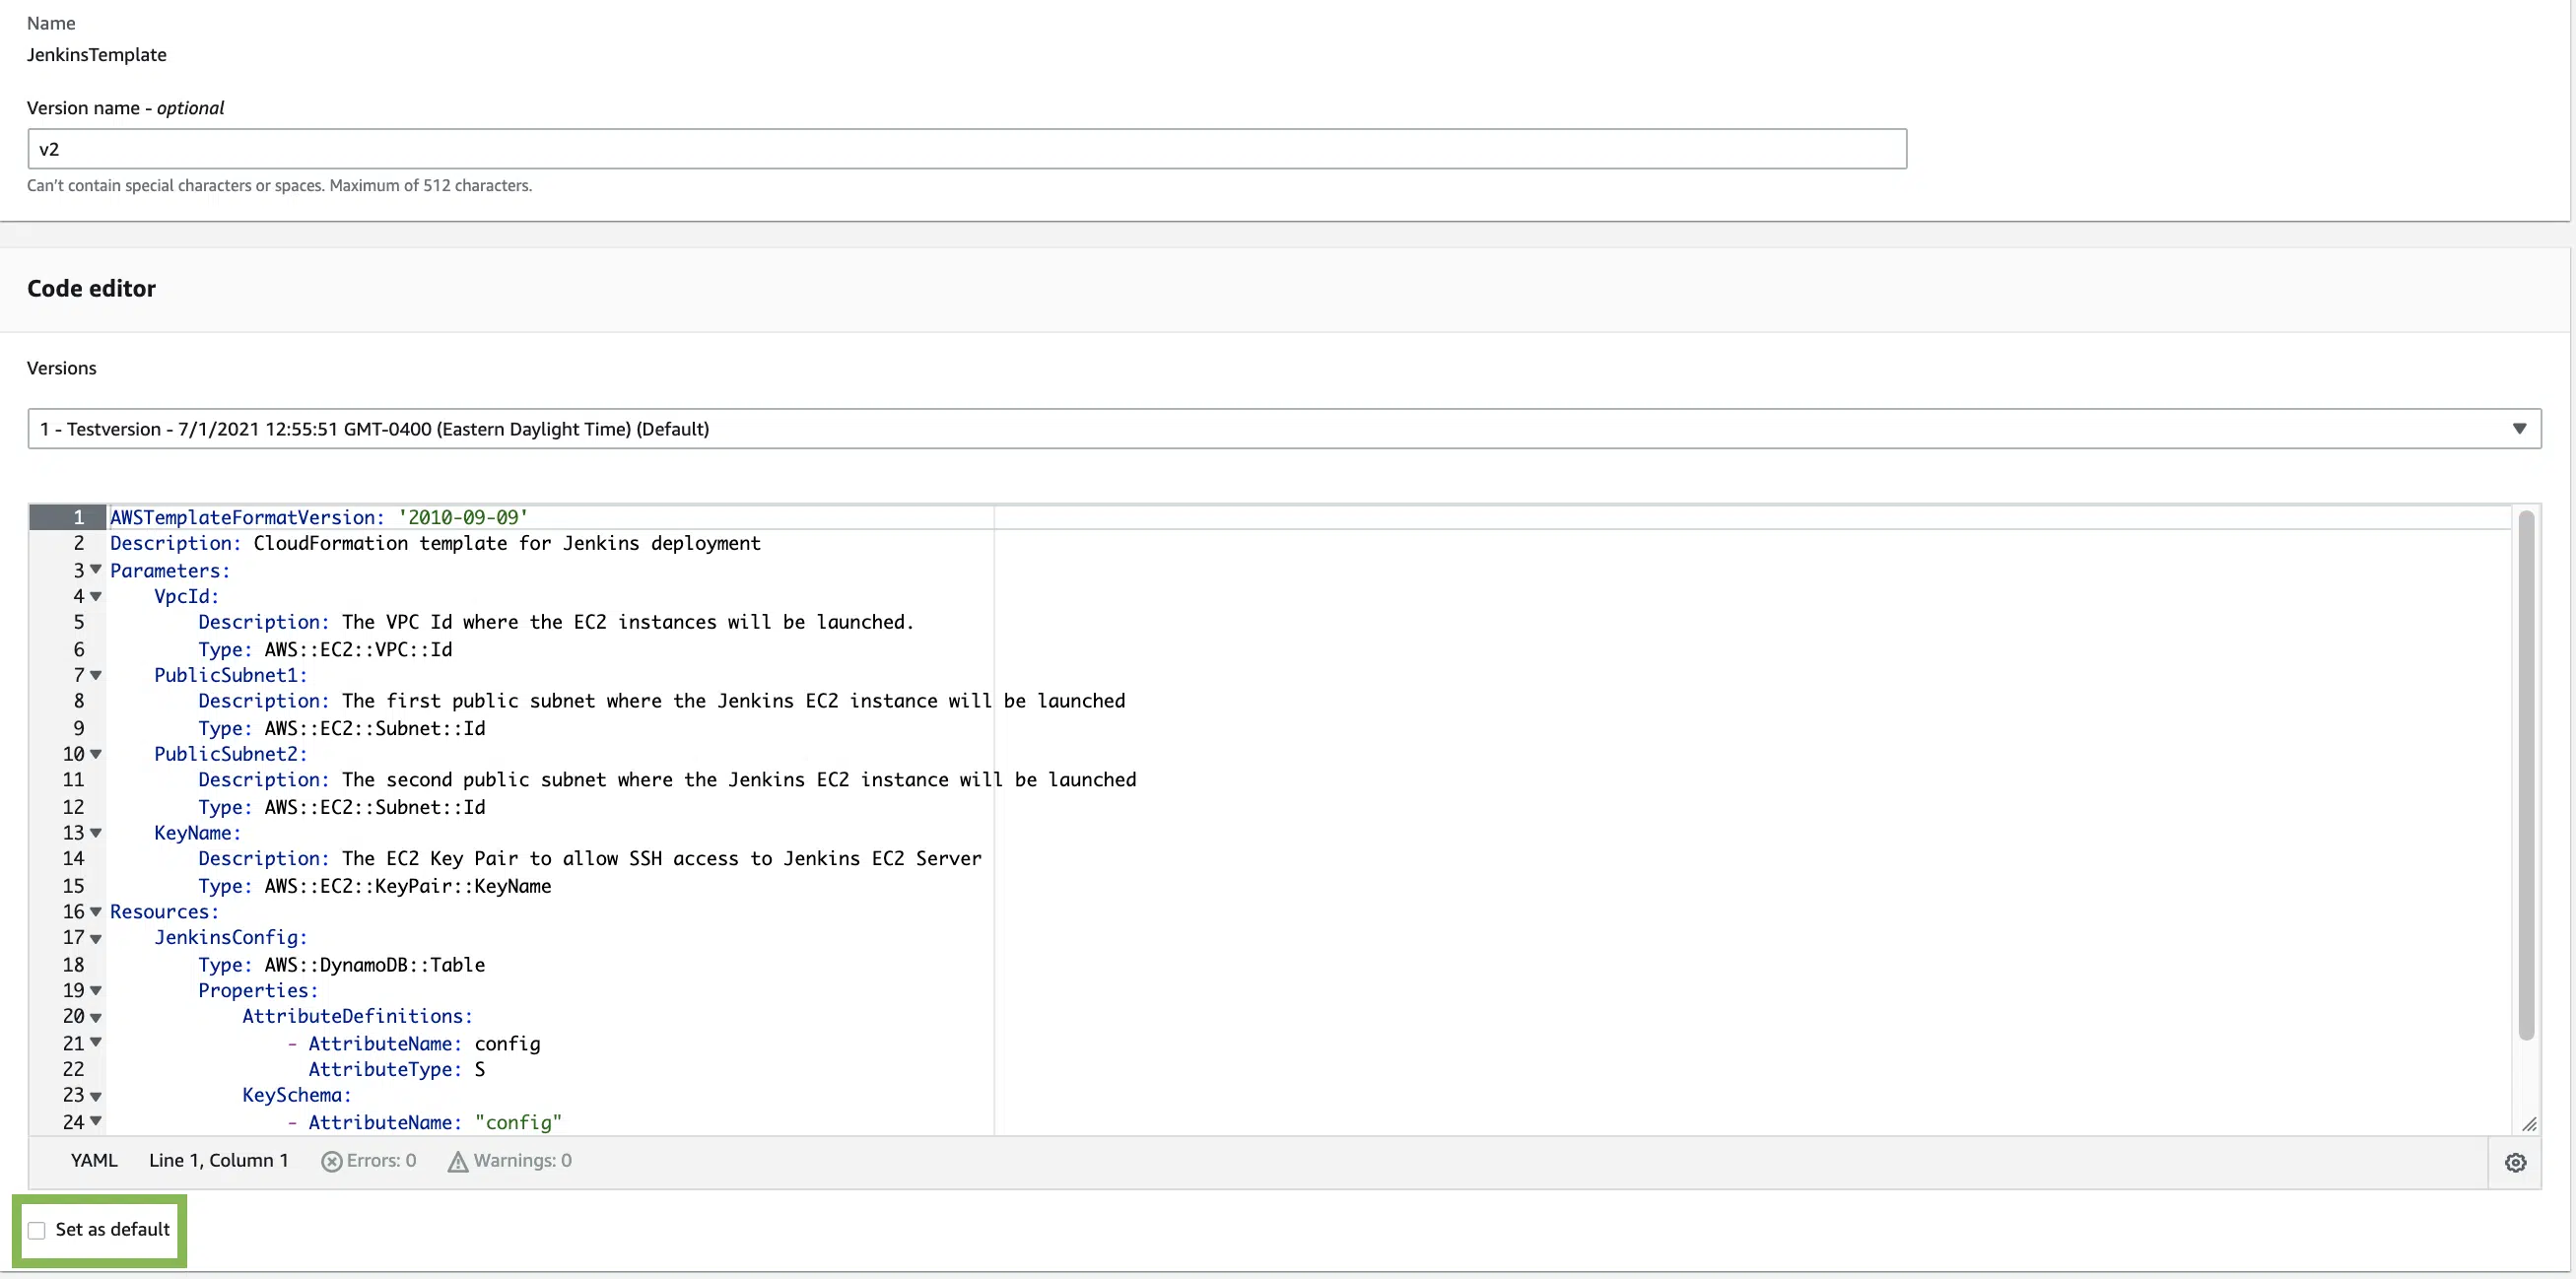 Name
JenkinsTemplate
Version name - optional
v2
Can't contain special characters or spaces. Maximum of 512 characters.
Code editor
Versions
1 - Testversion - 7/1/2021 12:55:51 GMT-0400 (Eastern Daylight Time) (Default)
1 AWSTemplateFormatVersion: '2010-09-09'
2 Description: CloudFormation template for Jenkins deployment
3 Parameters:
4     VpcId:
5         Description: The VPC Id where the EC2 instances will be launched.
6         Type: AWS::EC2::VPC::Id
7     PublicSubnet1:
8         Description: The first public subnet where the Jenkins EC2 instance will be launched
9         Type: AWS::EC2::Subnet::Id
10     PublicSubnet2:
11         Description: The second public subnet where the Jenkins EC2 instance will be launched
12         Type: AWS::EC2::Subnet::Id
13     KeyName:
14         Description: The EC2 Key Pair to allow SSH access to Jenkins EC2 Server
15         Type: AWS::EC2::KeyPair::KeyName
16 Resources:
17     JenkinsConfig:
18         Type: AWS::DynamoDB::Table
19         Properties:
20             AttributeDefinitions:
21                 - AttributeName: config
22                   AttributeType: S
23             KeySchema:
24                 - AttributeName: "config"
YAML Line 1, Column 1 Errors: 0 Warnings: 0
Set as default